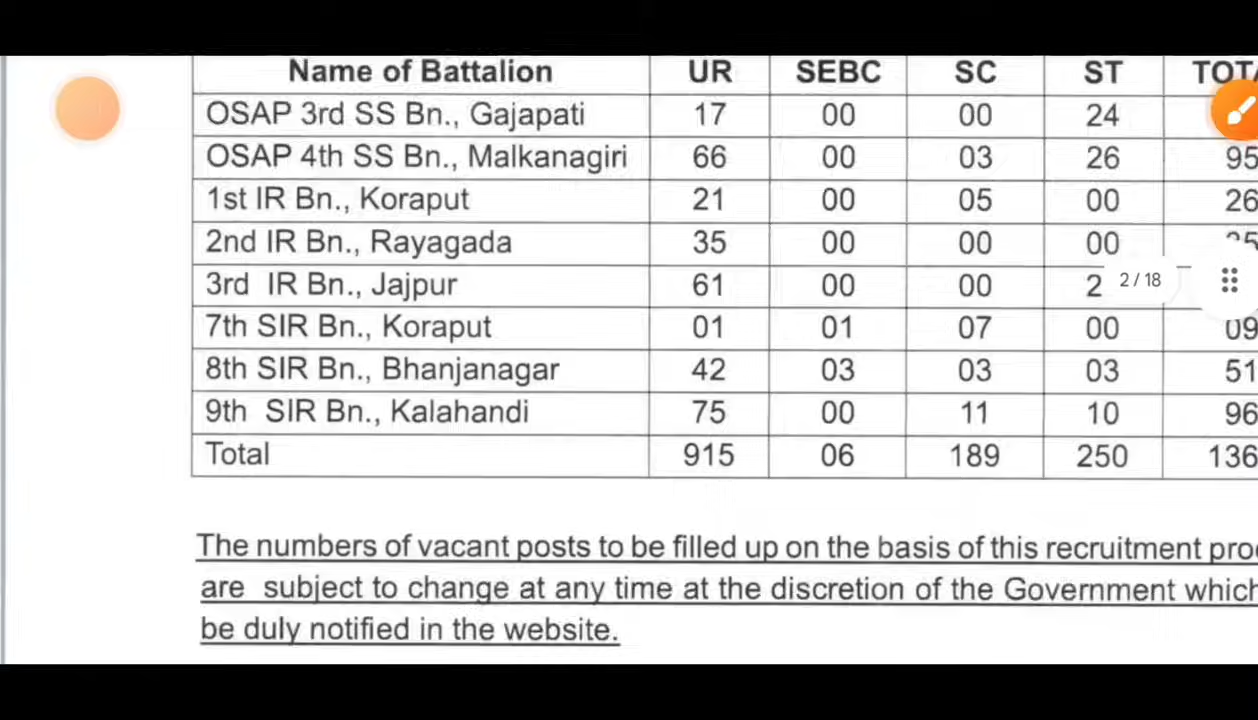 Name of Battalion UR SEBC SC ST
OSAP 3rd SS Bn., Gajapati 17 00 00 24
OSAP 4th SS Bn., Malkanagiri 66 00 03 26 95
1st IR Bn., Koraput 21 00 05 00 26
2nd IR Bn., Rayagada 35 00 00 00
3rd IR Bn., Jajpur 61 00 00
2/18
7th SIR Bn., Koraput 01 01 07 00 09
8th SIR Bn., Bhanjanagar 42 03 03 03 51
9th SIR Bn., Kalahandi 75 00 11 10 96
Total 915 06 189 250 136
The numbers of vacant posts to be filled up on the basis of this recruitment
are subject to change at any time at the discretion of the Government which
be duly notified in the website.